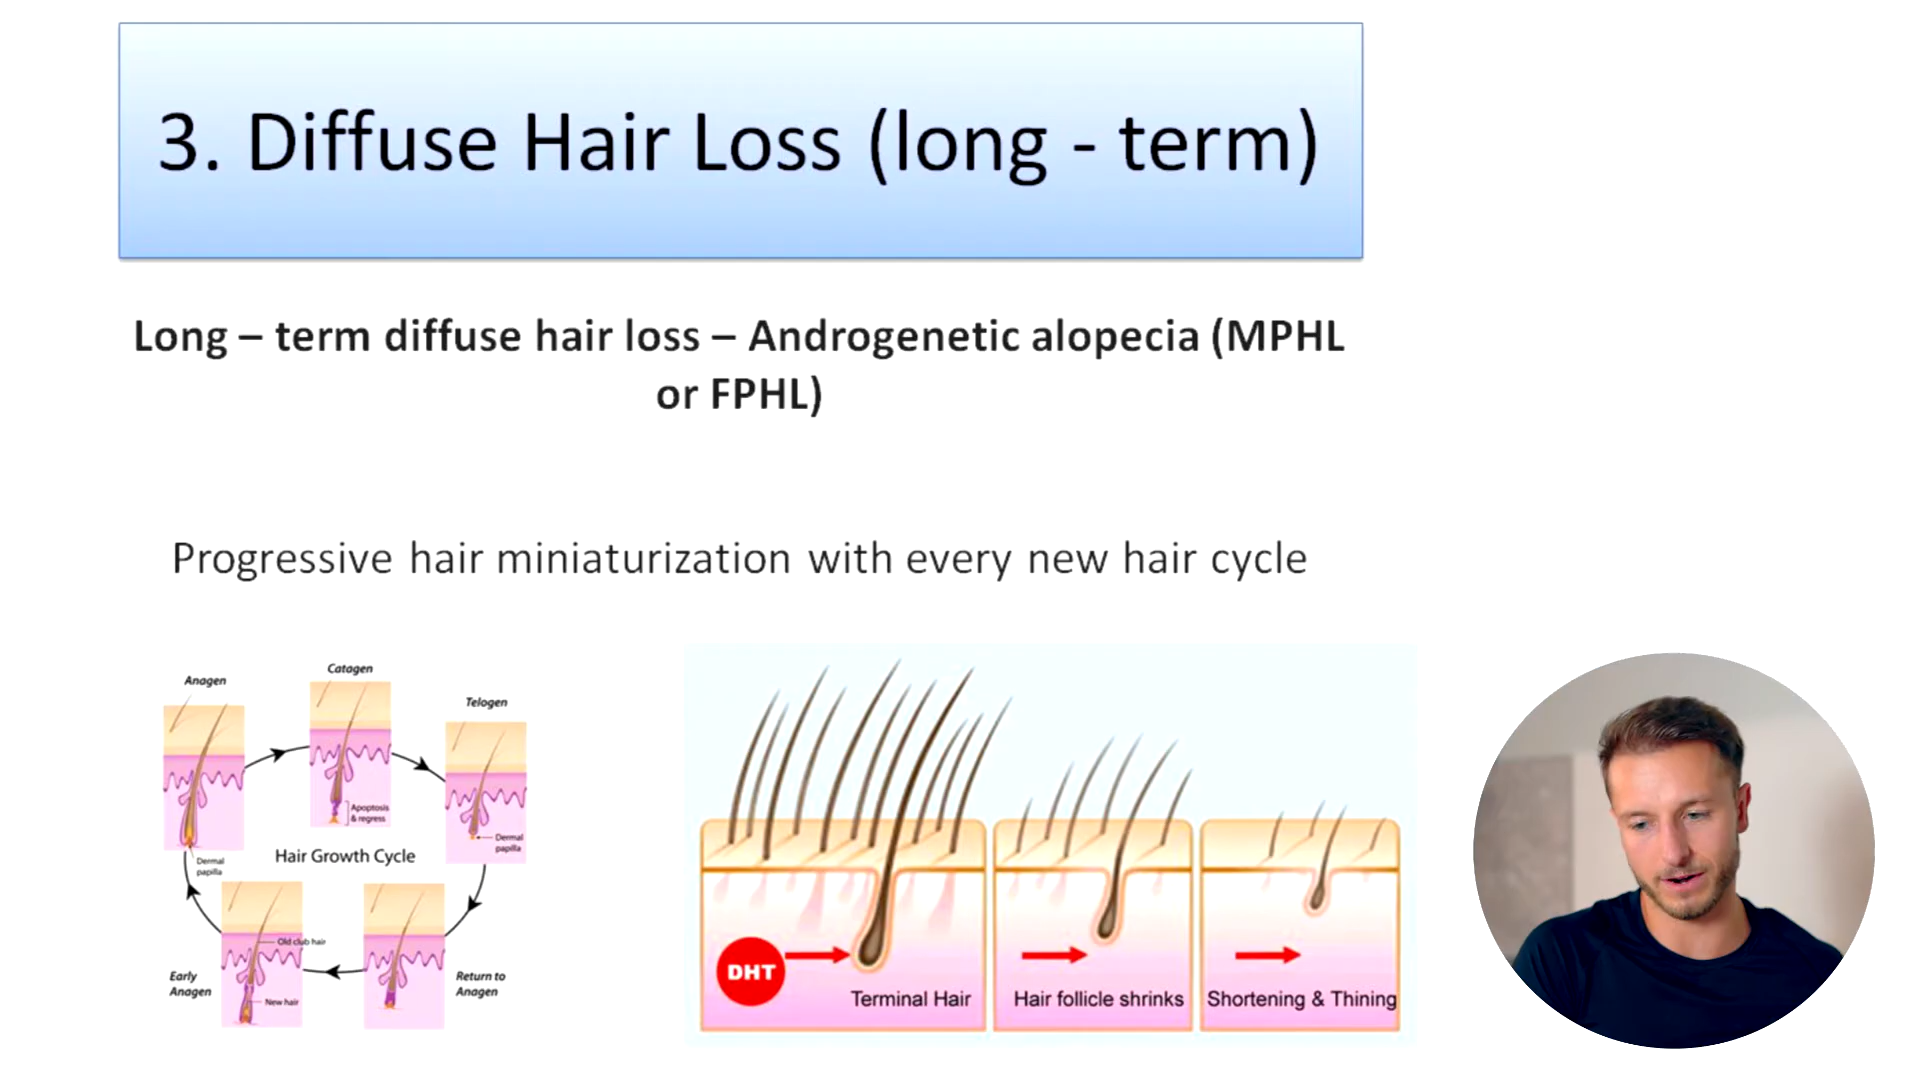 3. Diffuse Hair Loss (long - term)
Long – term diffuse hair loss – Androgenetic alopecia (MPHL
or FPHL)
Progressive hair miniaturization with every new hair cycle
Anagen
Catagen
Telogen
Apoptosis
& regress
Dermal
papilla
Hair Growth Cycle
Dermal
papilla
Old club hair
New hair
Early
Anagen
Return to
Anagen
DHT
Terminal Hair
Hair follicle shrinks
Shortening & Thining